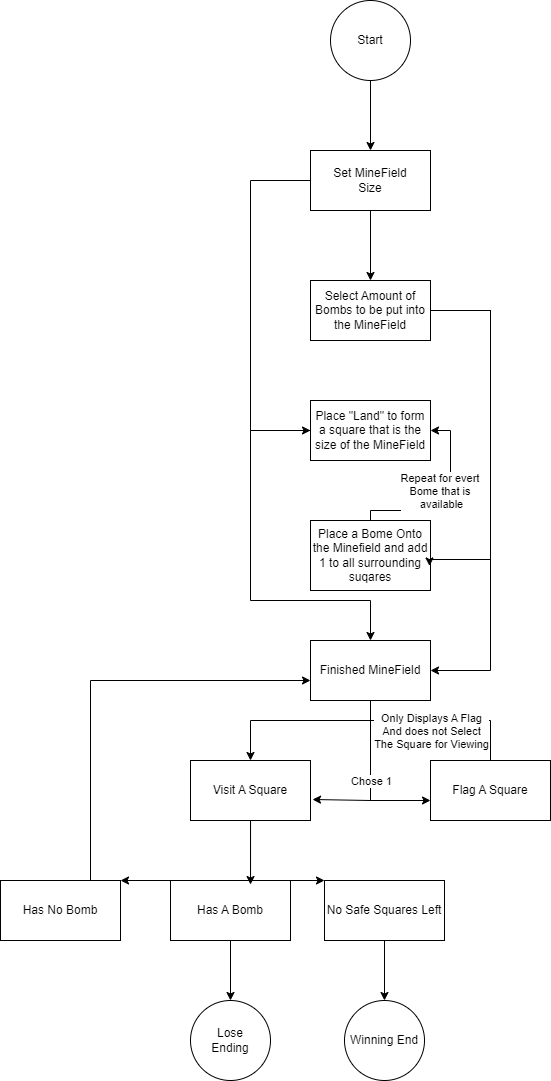 Start
Set MineField
Size
Select Amount of
Bombs to be put into
the MineField
Place "Land" to form
a square that is the
size of the MineField
Repeat for evert
Bome that is
available
Place a Bome Onto
the Minefield and add
1 to all surrounding
suqares
Finished MineField
Only Displays A Flag
And does not Select
The Square for Viewing
Chose 1
Visit A Square
Flag A Square
Has No Bomb
Has A Bomb
No Safe Squares Left
Lose
Ending
Winning End